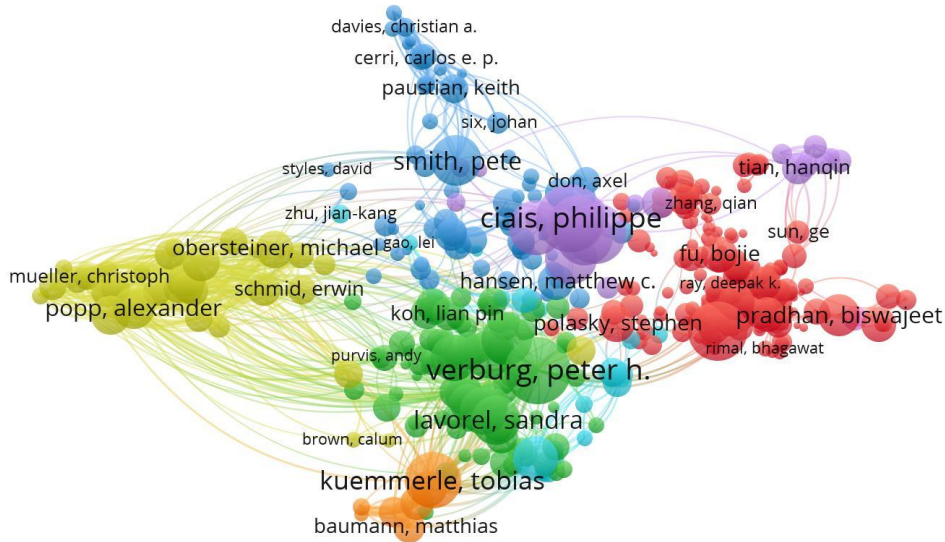 davies, christian a.
cerri, carlos e. p.
paustian, keith
six, johan
smith, pete
styles, david
don, axel
tian, hanqin
zhu, jian-kang
ciais, philippe
zhang, qian
sun, ge
obersteiner, michael
gao, lei
fu, bojie
mueller, christoph
schmid, erwin
hansen, matthew c.
ray, deepak k.
popp, alexander
koh, lian pin
polasky, stephen
pradhan, biswajeet
purvis, andy
rimal, bhagawat
verburg, peter h.
lavorel, sandra
brown, calum
kuemmerle, tobias
baumann, matthias